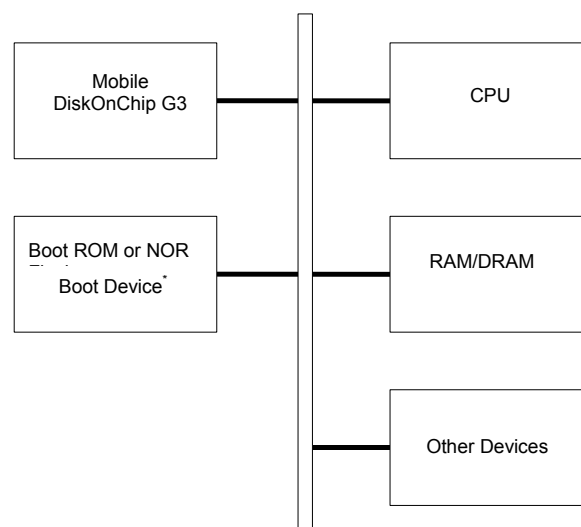 Mobile
DiskOnChip G3
CPU
Boot ROM or NOR
Boot Device*
RAM/DRAM
Other Devices